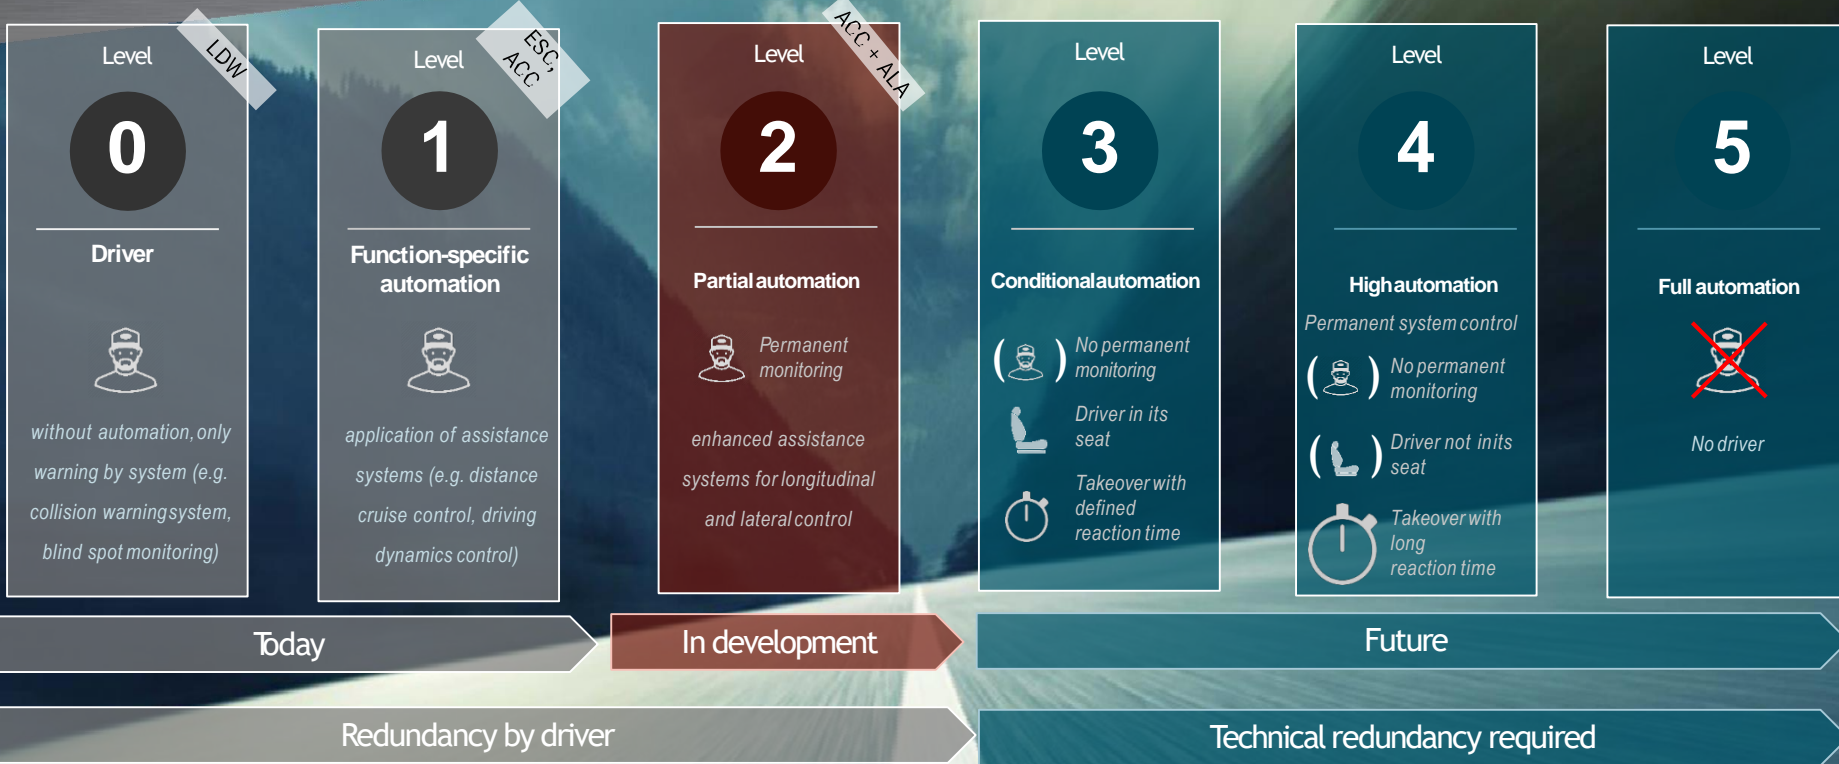 Level
LDW
0
Driver
without automation, only
warning by system (e.g.
collision warning system,
blind spot monitoring)
Level
ESC,
ACC
1
Function-specific
automation
application of assistance
systems (e.g. distance
cruise control, driving
dynamics control)
Level
ACC + ALA
2
Partial automation
Permanent
monitoring
enhanced assistance
systems for longitudinal
and lateral control
Level
3
Conditional automation
( ) No permanent
monitoring
Driver in its
seat
Takeover with
defined
reaction time
Level
4
High automation
Permanent system control
( ) No permanent
monitoring
( ) Driver not in its
seat
Takeover with
long
reaction time
Level
5
Full automation
No driver
Today
In development
Future
Redundancy by driver
Technical redundancy required